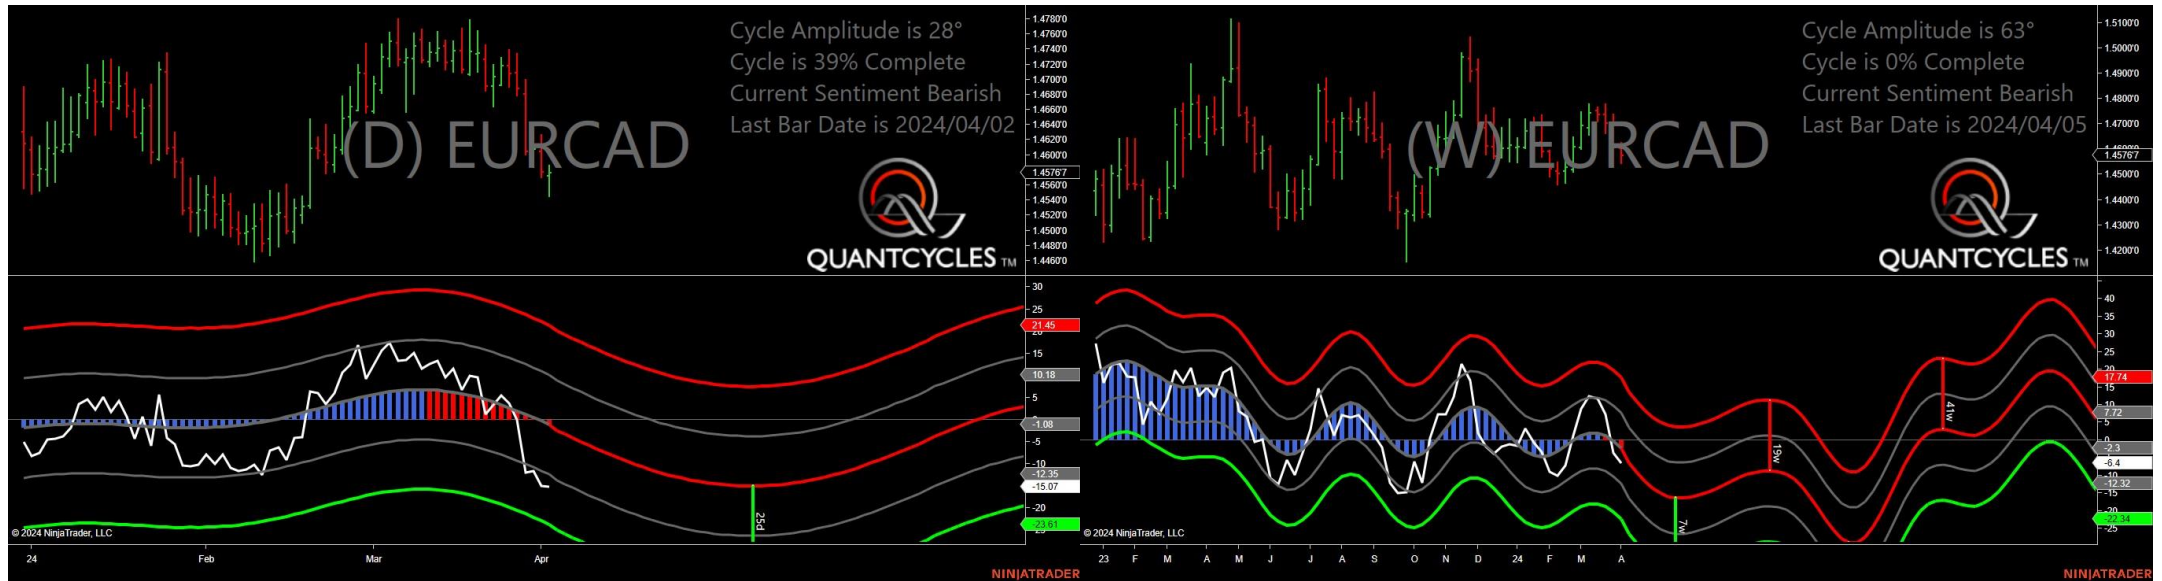 Cycle Amplitude is 28°
Cycle is 39% Complete
Current Sentiment Bearish
Last Bar Date is 2024/04/02
(D) EURCAD
QUANTCYCLES TM
1.4780'0
1.4760'0
1.4740'0
1.4720'0
1.4700'0
1.4680'0
1.4660'0
1.4640'0
1.4620'0
1.4600'0
1.4576'7
1.4560'0
1.4540'0
1.4520'0
1.4500'0
1.4480'0
1.4460'0
30
25
21.45
15
10.18
5
-1.08
-5
-10
-12.35
-15.07
-20
-23.61
25d
© 2024 NinjaTrader, LLC
24 Feb Mar Apr
NINJATRADER
Cycle Amplitude is 63°
Cycle is 0% Complete
Current Sentiment Bearish
Last Bar Date is 2024/04/05
(W) EURCAD
QUANTCYCLES TM
1.5100'0
1.5000'0
1.4900'0
1.4800'0
1.4700'0
1.4600'0
1.4576'7
1.4500'0
1.4400'0
1.4300'0
1.4200'0
40
35
30
25
20
17.74
15
10
7.72
5
0
-2.3
-6.4
-10
-12.32
-15
-22.34
-25
7w
19w
41w
© 2024 NinjaTrader, LLC
23 F M A M J J A S O N D 24 F M A
NINJATRADER